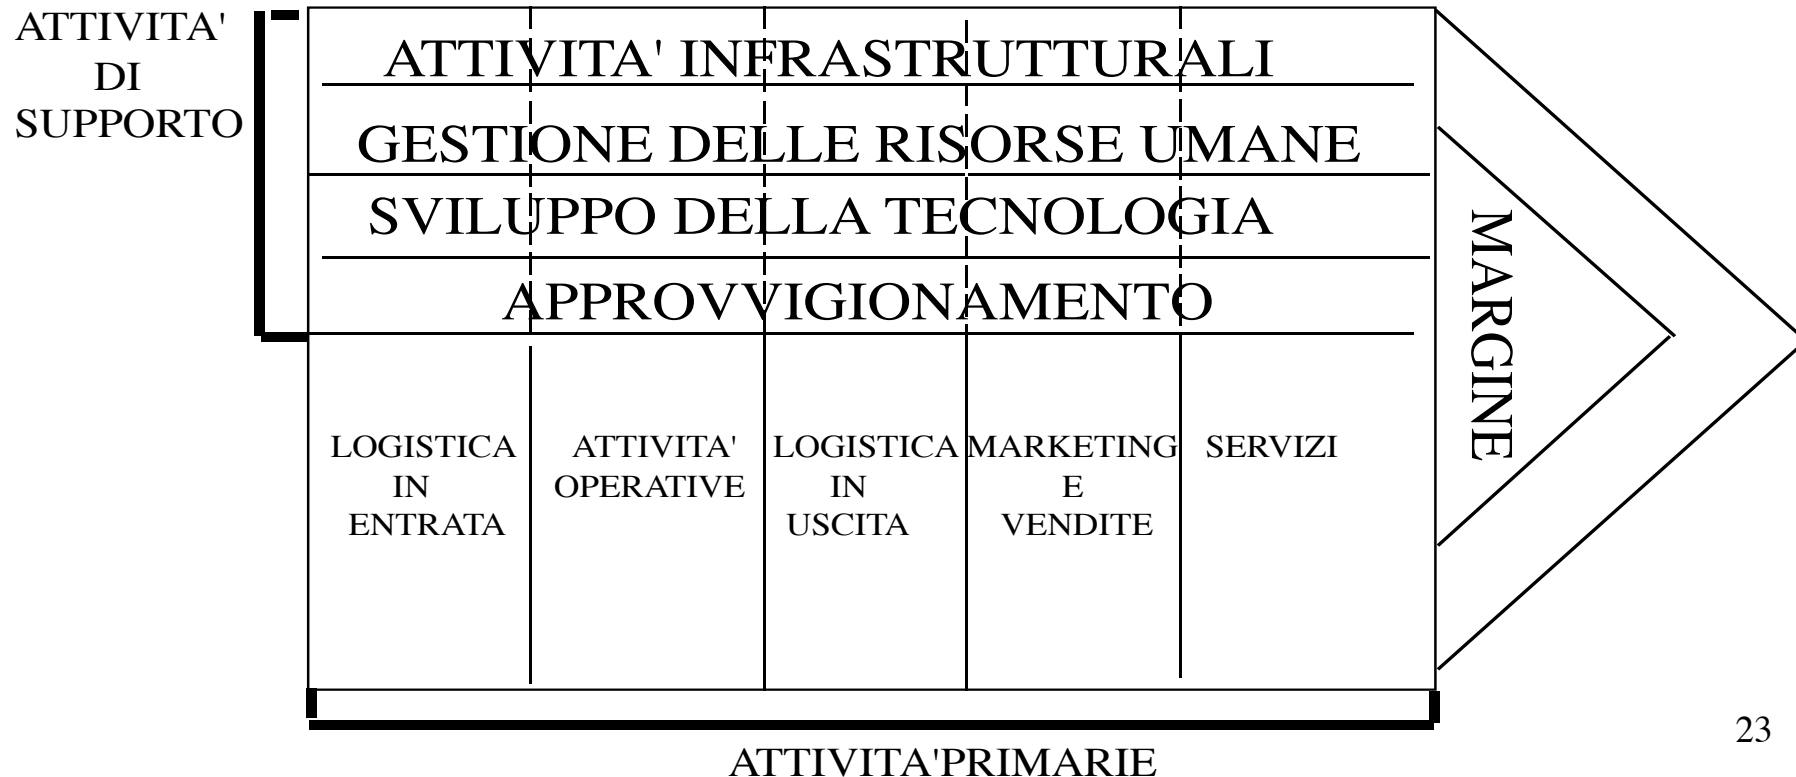 ATTIVITA'
DI
SUPPORTO
ATTIVITA' INFRASTRUTTURALI
GESTIONE DELLE RISORSE UMANE
SVILUPPO DELLA TECNOLOGIA
APPROVVIGIONAMENTO
LOGISTICA
IN
ENTRATA
ATTIVITA'
OPERATIVE
LOGISTICA
IN
USCITA
MARKETING
E
VENDITE
SERVIZI
MARGINE
ATTIVITA'PRIMARIE
23